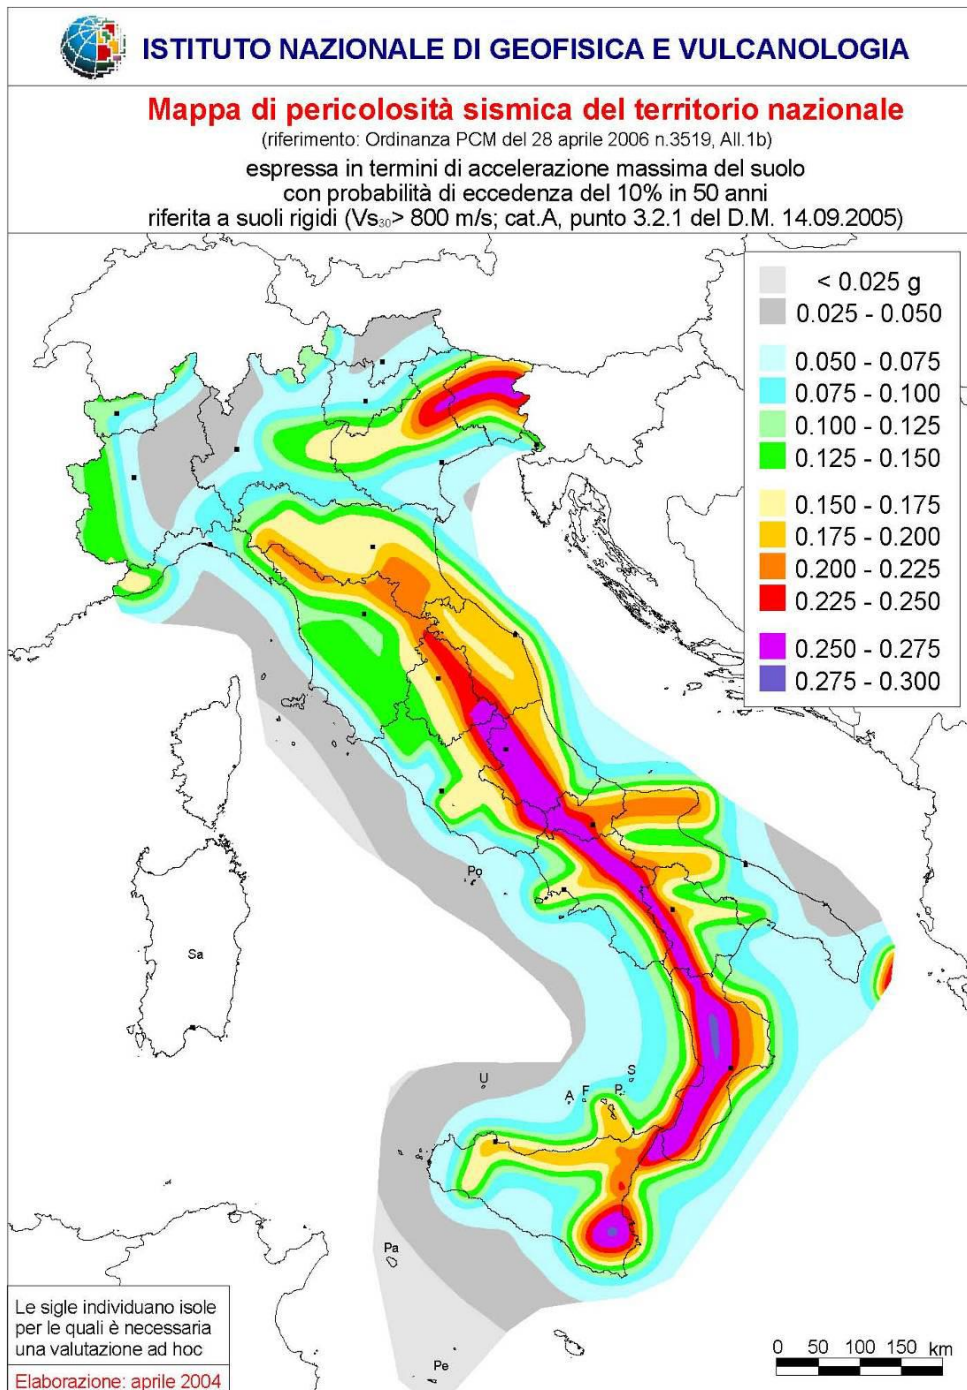 ISTITUTO NAZIONALE DI GEOFISICA E VULCANOLOGIA
Mappa di pericolosità sismica del territorio nazionale
(riferimento: Ordinanza PCM del 28 aprile 2006 n.3519, All.1b)
espressa in termini di accelerazione massima del suolo
con probabilità di eccedenza del 10% in 50 anni
riferita a suoli rigidi (Vs30> 800 m/s; cat.A, punto 3.2.1 del D.M. 14.09.2005)
< 0.025 g
0.025 - 0.050
0.050 - 0.075
0.075 - 0.100
0.100 - 0.125
0.125 - 0.150
0.150 - 0.175
0.175 - 0.200
0.200 - 0.225
0.225 - 0.250
0.250 - 0.275
0.275 - 0.300
Po
Sa
U
A
F
P
S
Pa
Pe
Le sigle individuano isole
per le quali è necessaria
una valutazione ad hoc
Elaborazione: aprile 2004
0 50 100 150 km